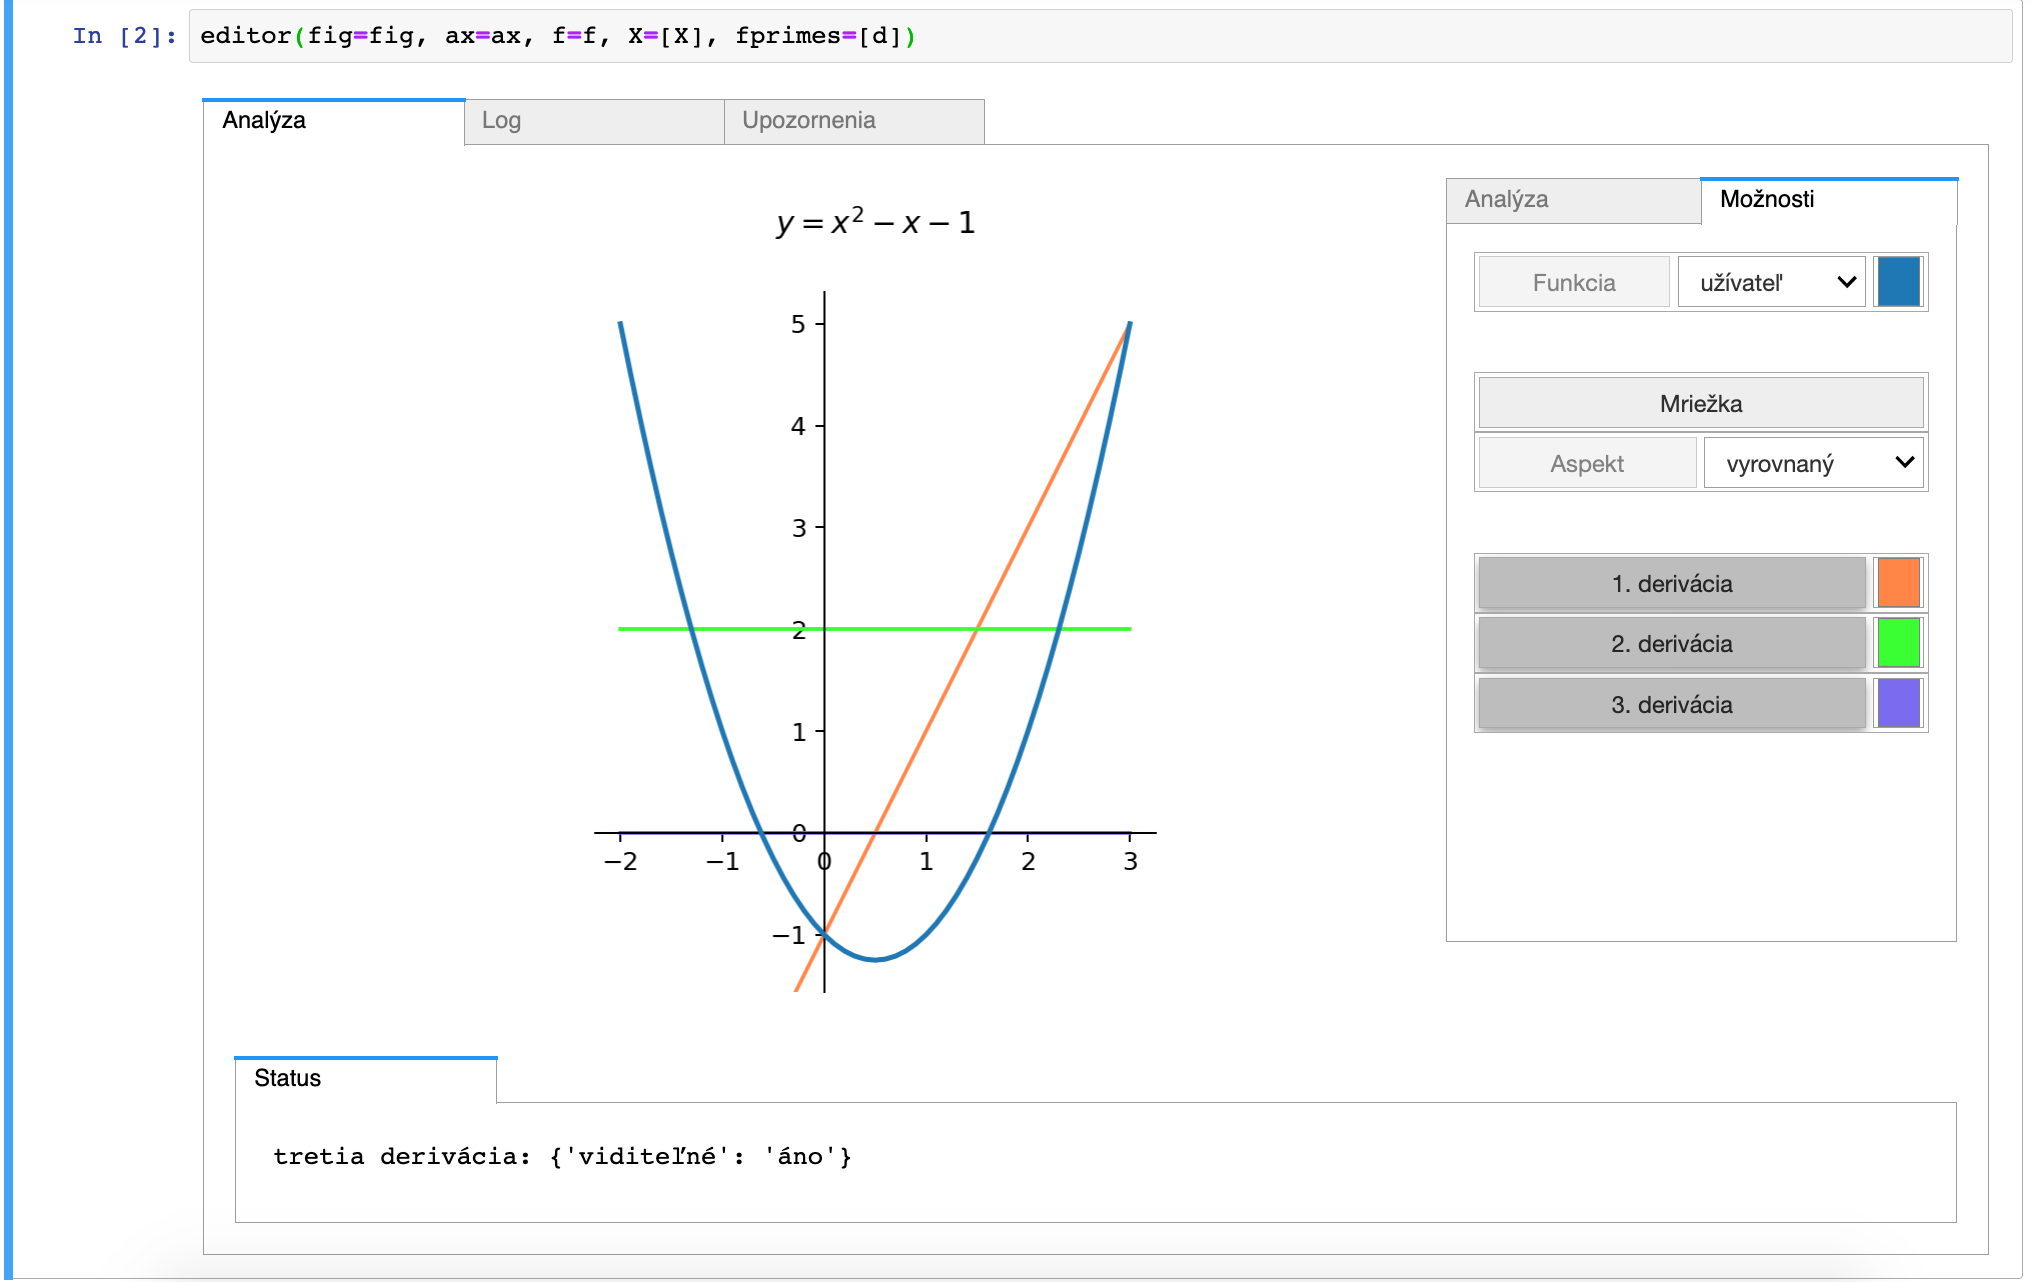 In [2]: editor(fig=fig, ax=ax, f=f, X=[X], fprimes=[d])
Analýza Log Upozornenia
Analýza Možnosti
y = x² − x − 1
Funkcia užívateľ
5
4
Mriežka
Aspekt vyrovnaný
3
1. derivácia
2
2. derivácia
3. derivácia
1
0
−2 −1 0 1 2 3
−1
Status
tretia derivácia: {'viditeľné': 'áno'}